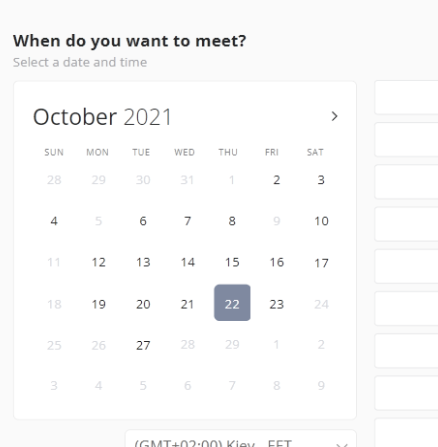 When do you want to meet?
Select a date and time
October 2021 >
SUN MON TUE WED THU FRI SAT
28 29 30 31 1 2 3
4 5 6 7 8 9 10
11 12 13 14 15 16 17
18 19 20 21 22 23 24
25 26 27 28 29 1 2
3 4 5 6 7 8 9
(GMT+02:00) Kiev - EET